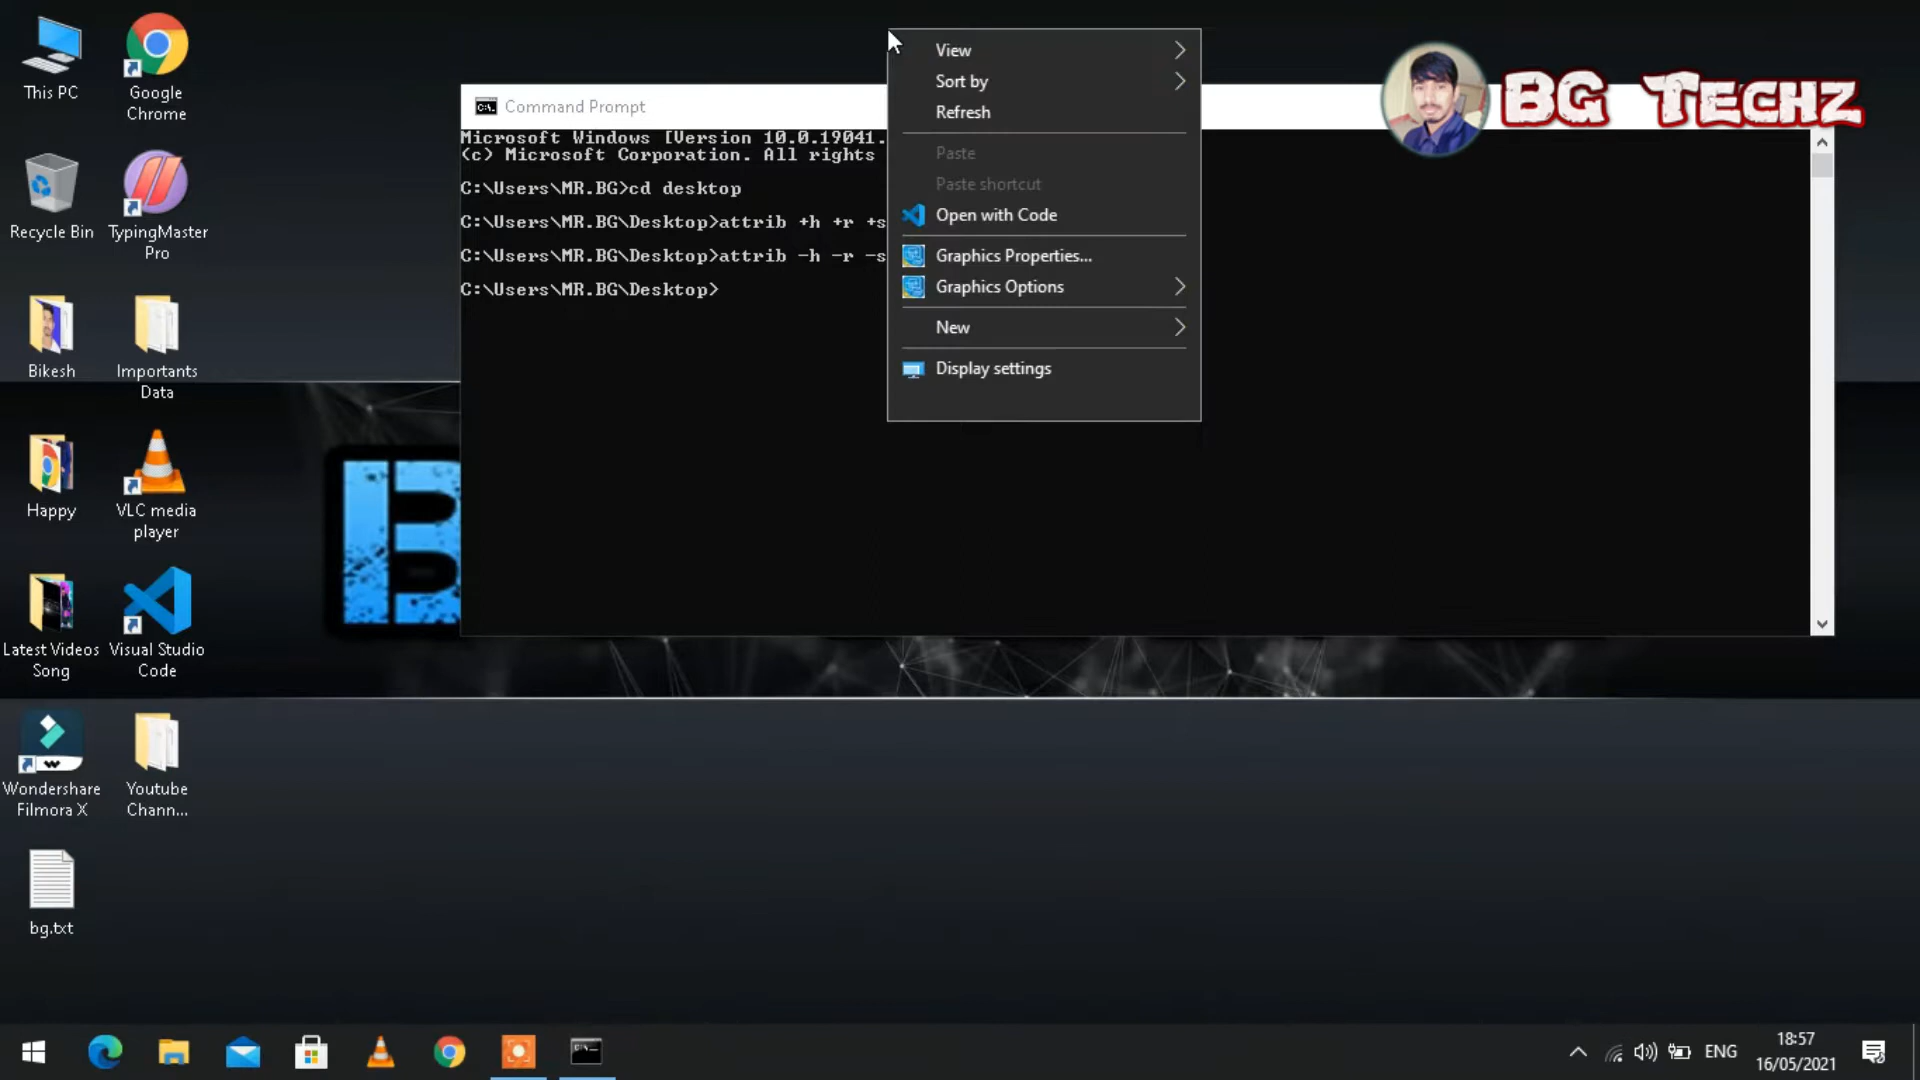 This PC
Google
Chrome
Recycle Bin
TypingMaster
Pro
Bikesh
Importants
Data
Happy
VLC media
player
Latest Videos
Song
Visual Studio
Code
Wondershare
Filmora X
Youtube
Chann...
bg.txt
Command Prompt
Microsoft Windows [Version 10.0.19041.
(c) Microsoft Corporation. All rights
C:\Users\MR.BG>cd desktop
C:\Users\MR.BG\Desktop>attrib +h +r +s
C:\Users\MR.BG\Desktop>attrib -h -r -s
C:\Users\MR.BG\Desktop>
View
Sort by
Refresh
Paste
Paste shortcut
Open with Code
Graphics Properties...
Graphics Options
New
Display settings
BG Techz
B
ENG
18:57
16/05/2021